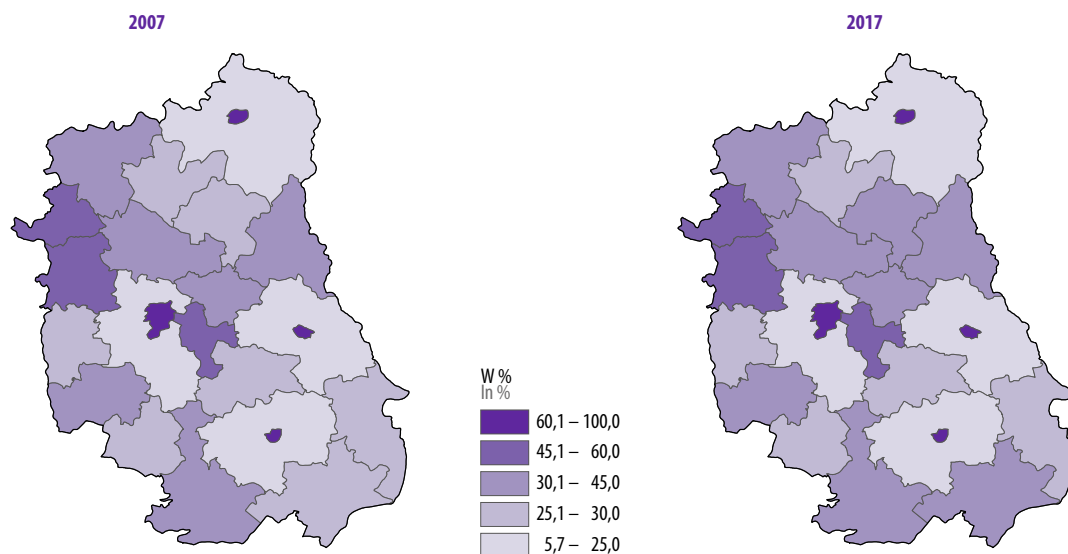 2007
2017
W %
In %
60,1 – 100,0
45,1 – 60,0
30,1 – 45,0
25,1 – 30,0
5,7 – 25,0